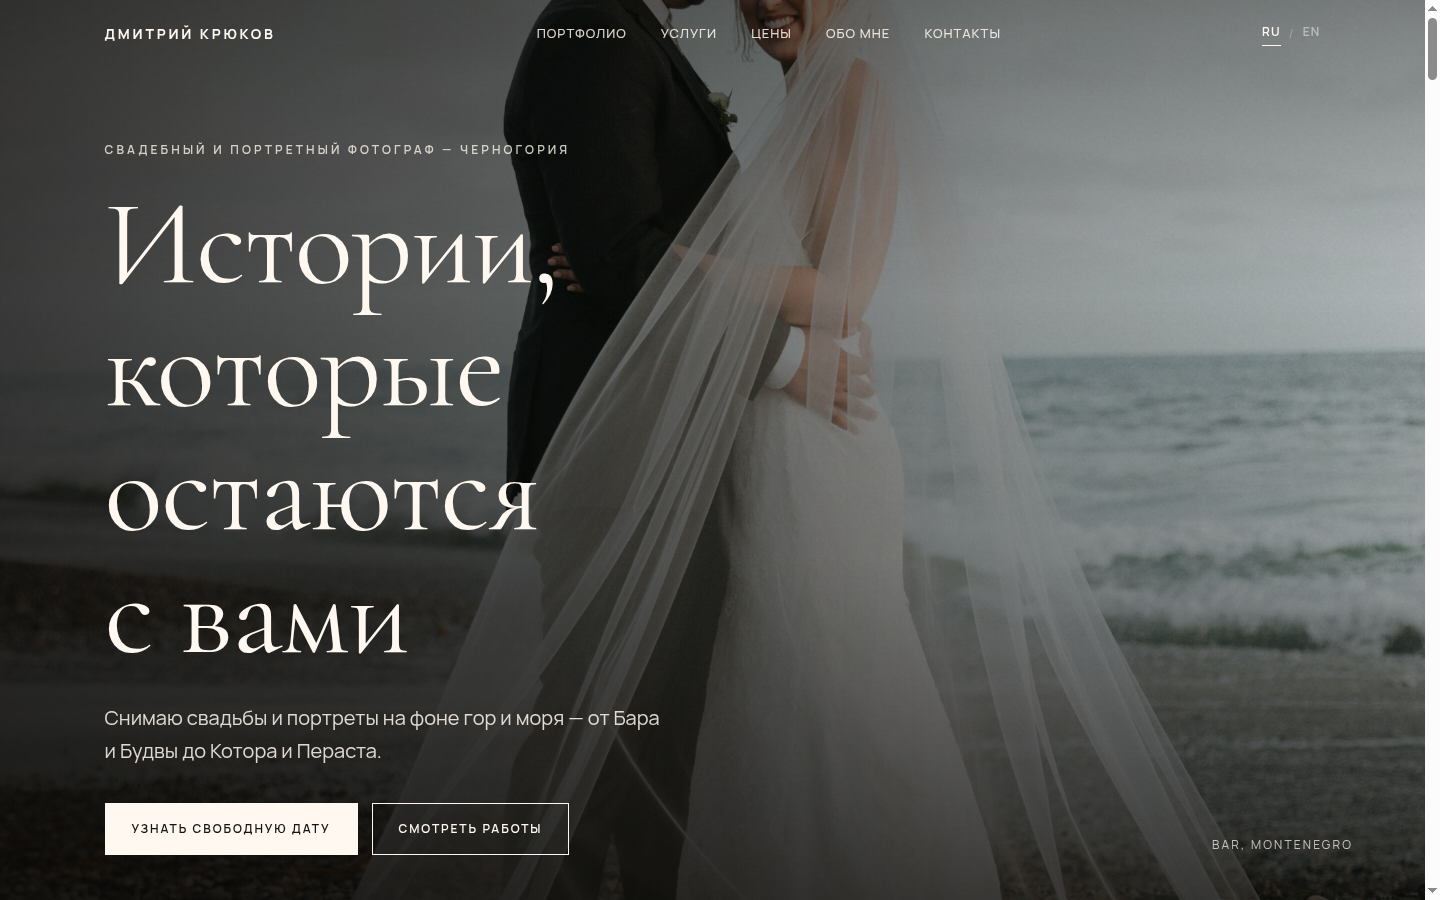 ДМИТРИЙ КРЮКОВ
ПОРТФОЛИО
УСЛУГИ
ЦЕНЫ
ОБО МНЕ
КОНТАКТЫ
RU / EN
СВАДЕБНЫЙ И ПОРТРЕТНЫЙ ФОТОГРАФ — ЧЕРНОГОРИЯ
Истории,
которые
остаются
с вами
Снимаю свадьбы и портреты на фоне гор и моря — от Бара
и Будвы до Котора и Пераста.
УЗНАТЬ СВОБОДНУЮ ДАТУ
СМОТРЕТЬ РАБОТЫ
BAR, MONTENEGRO